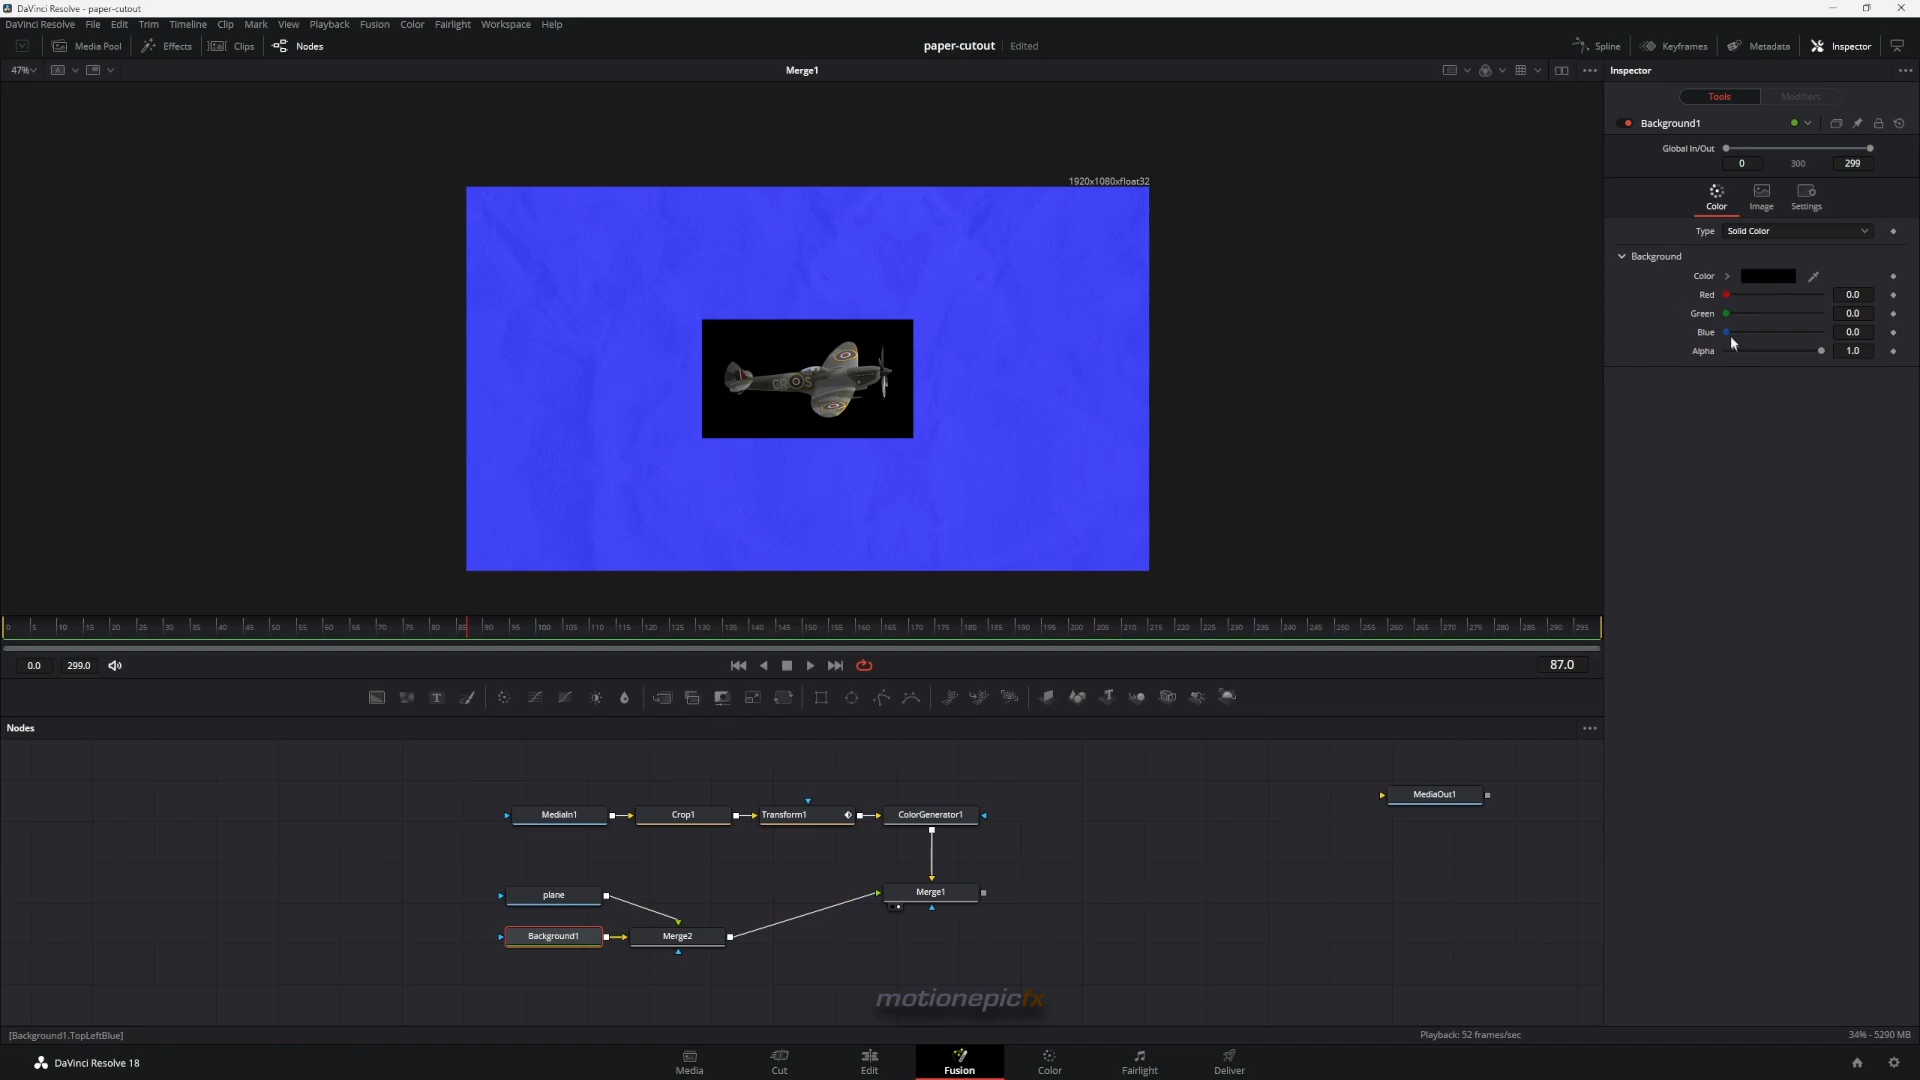 DaVinci Resolve - paper-cutout
DaVinci Resolve File Edit Trim Timeline Clip Mark View Playback Fusion Color Fairlight Workspace Help
Media Pool Effects Clips Nodes paper-cutout Edited Spline Keyframes Metadata Inspector
47% Merge1 Inspector
Tools Modifiers
Background1
Global In/Out
0 300 299
1920x1080xfloat32
Color Image Settings
Type Solid Color
Background
Color
Red 0.0
Green 0.0
Blue 0.0
Alpha 1.0
CR S
0 5 10 15 20 25 30 35 40 45 50 55 60 65 70 75 80 85 90 95 100 105 110 115 120 125 130 135 140 145 150 155 160 165 170 175 180 185 190 195 200 205 210 215 220 225 230 235 240 245 250 255 260 265 270 275 280 285 290 295
0.0 299.0 87.0
Nodes
MediaOut1
MediaIn1 Crop1 Transform1 ColorGenerator1
plane Merge1
Background1 Merge2
motionepicfx
[Background1.TopLeftBlue] Playback: 52 frames/sec 34% - 5290 MB
DaVinci Resolve 18 Media Cut Edit Fusion Color Fairlight Deliver